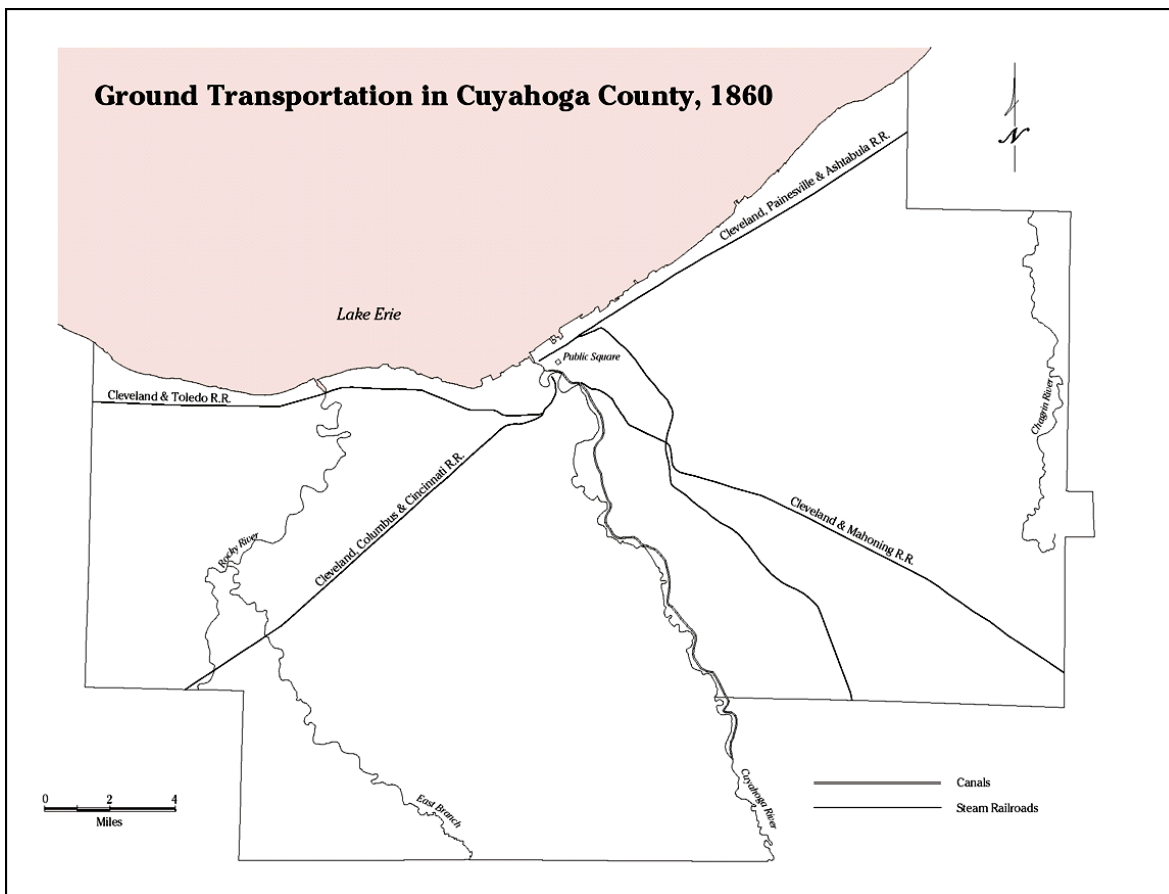 Ground Transportation in Cuyahoga County, 1860
N
Cleveland, Painesville & Ashtabula R.R.
Lake Erie
Public Square
Chagrin River
Cleveland & Toledo R.R.
Cleveland, Columbus & Cincinnati R.R.
Rocky River
Cleveland & Mahoning R.R.
East Branch
Cuyahoga River
0 2 4
Miles
Canals
Steam Railroads